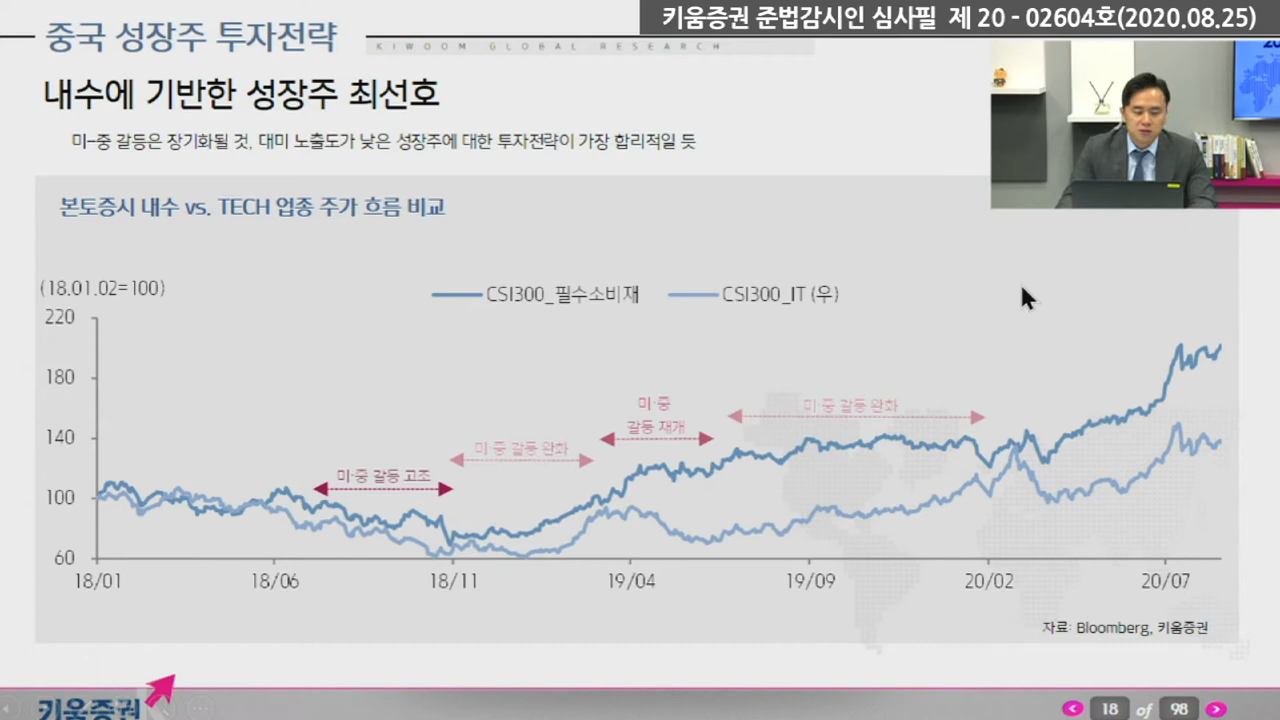 키움증권 준법감시인 심사필 제 20 - 02604호(2020.08.25)
중국 성장주 투자전략
KIWOOM GLOBAL RESEARCH
내수에 기반한 성장주 최선호
미-중 갈등은 장기화될 것, 대미 노출도가 낮은 성장주에 대한 투자전략이 가장 합리적일 듯
본토증시 내수 vs. TECH 업종 주가 흐름 비교
(18.01.02=100)
CSI300_필수소비재 CSI300_IT (우)
220
180
140
100
60
미·중 갈등 고조
미·중 갈등 완화
미·중
갈등 재개
미·중 갈등 완화
18/01 18/06 18/11 19/04 19/09 20/02 20/07
자료: Bloomberg, 키움증권
키움증권
18 of 98